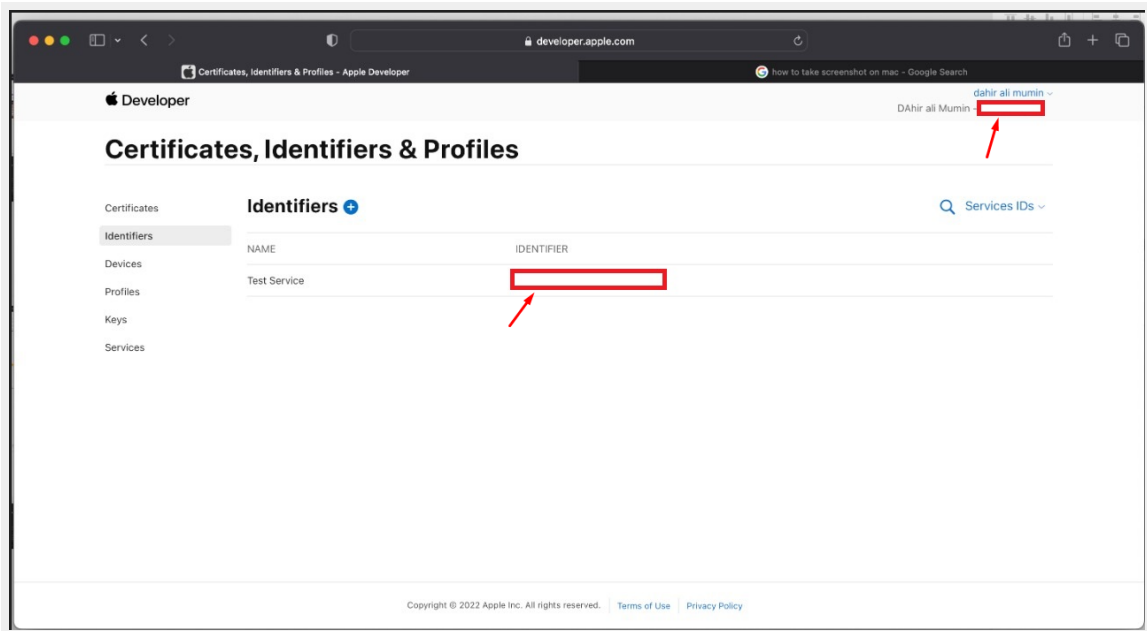 developer.apple.com
Certificates, Identifiers & Profiles - Apple Developer
how to take screenshot on mac - Google Search
Developer
dahir ali mumin
DAhir ali Mumin -
Certificates, Identifiers & Profiles
Certificates
Identifiers
Devices
Profiles
Keys
Services
Identifiers
Services IDs
NAME IDENTIFIER
Test Service
Copyright © 2022 Apple Inc. All rights reserved. Terms of Use Privacy Policy